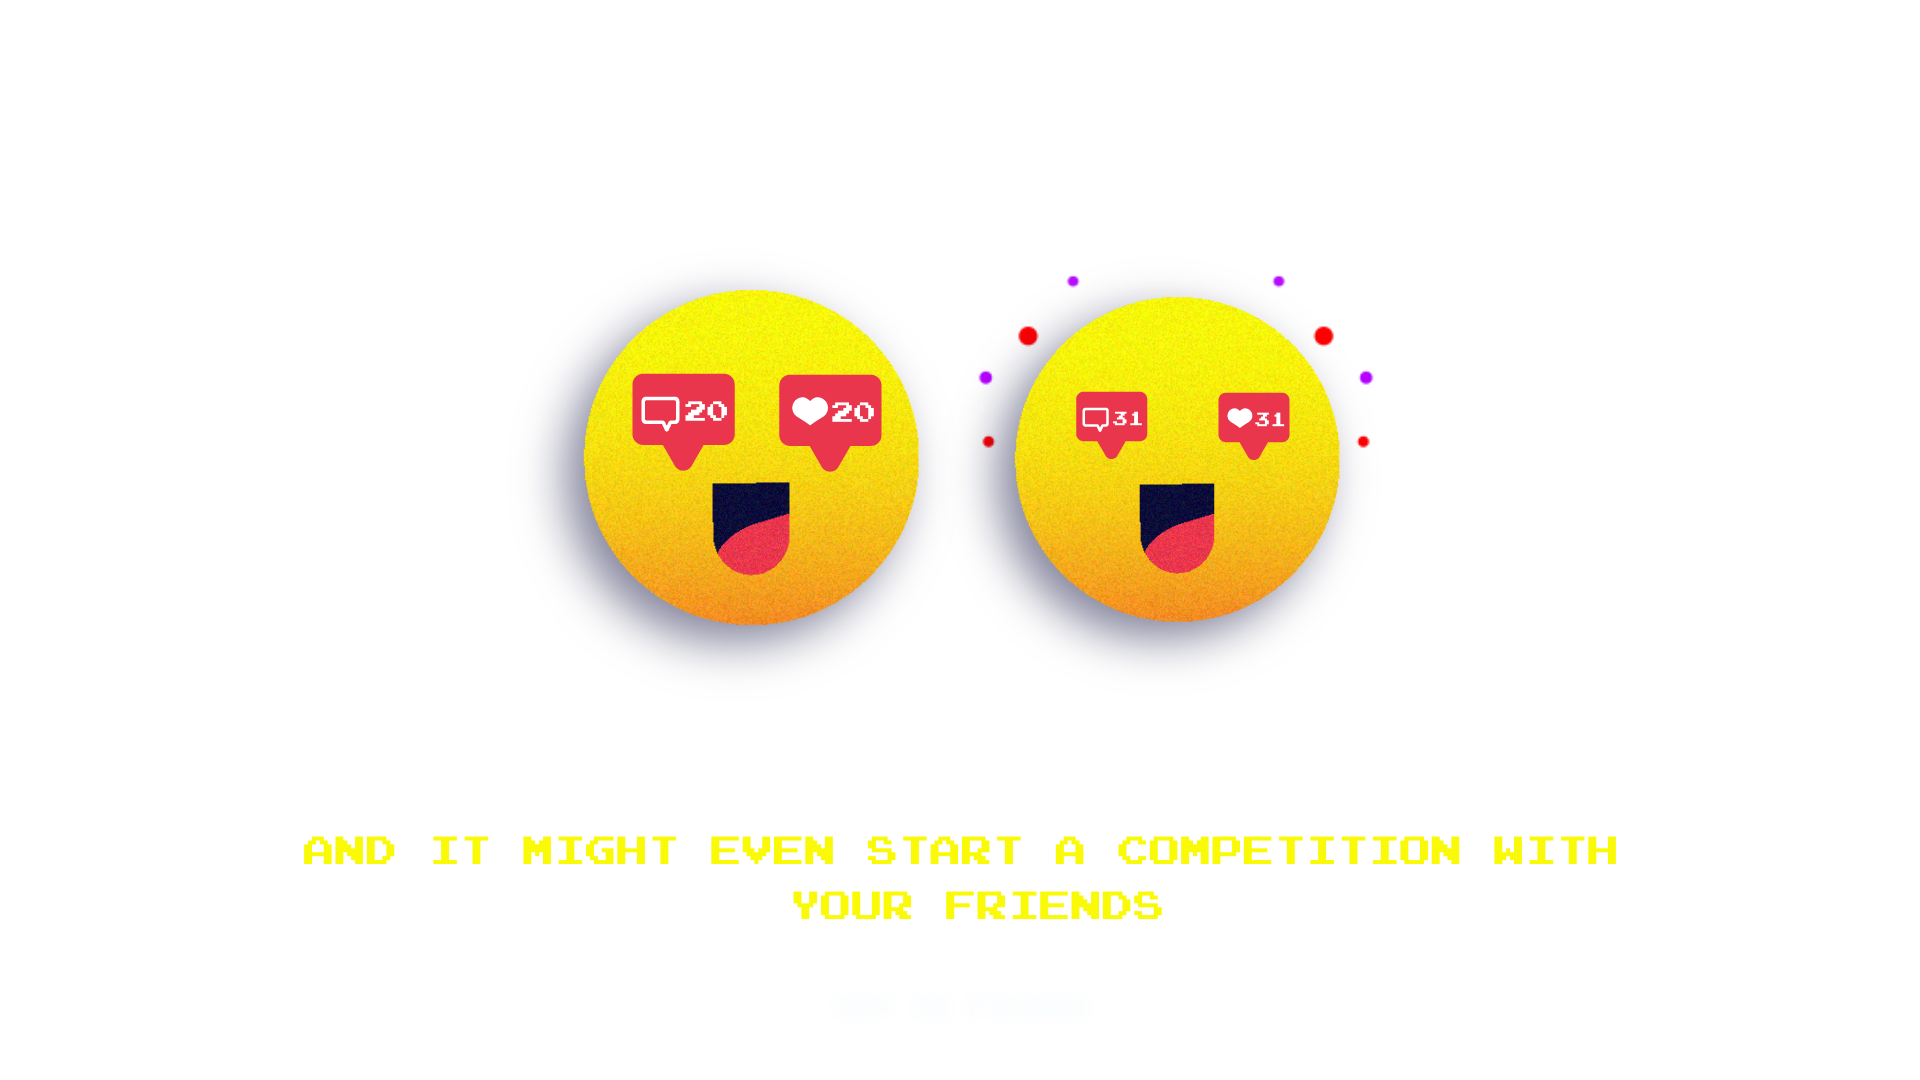 20 20 31 31
AND IT MIGHT EVEN START A COMPETITION WITH
YOUR FRIENDS